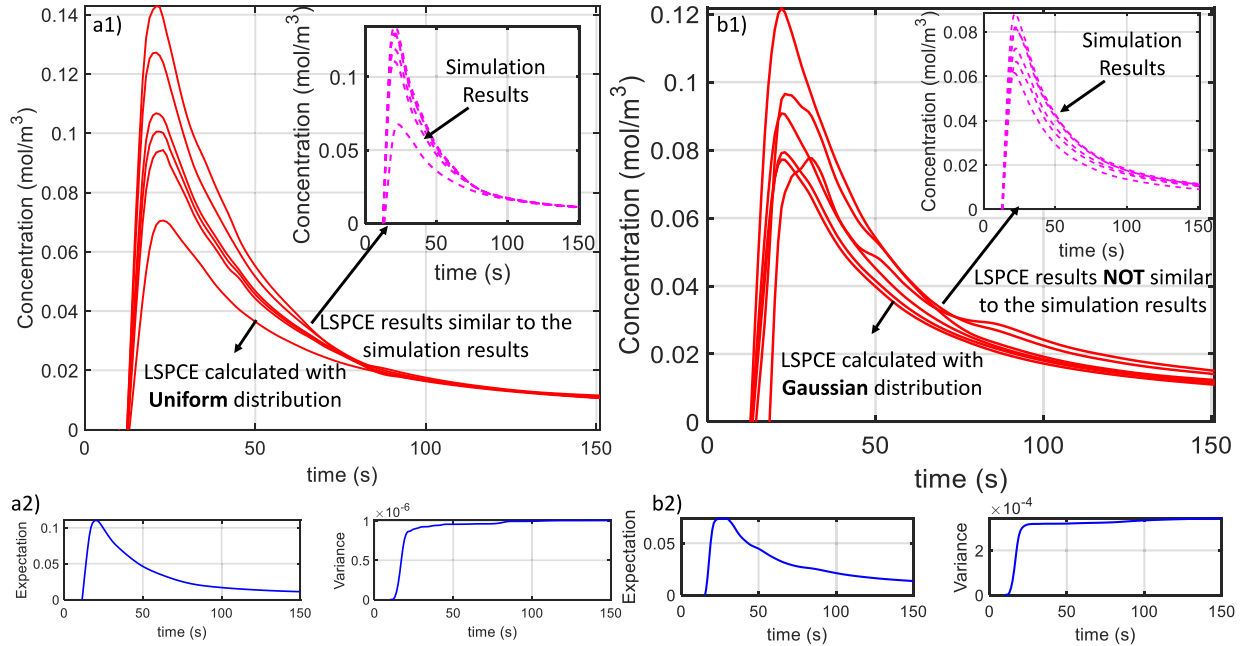 a1)
0.14
0.12
0.1
0.08
0.06
0.04
0.02
0
Concentration (mol/m³)
0
50
100
150
time (s)
0.1
0.05
0
Concentration (mol/m³)
0
50
100
150
time (s)
Simulation
Results
LSPCE results similar to the
simulation results
LSPCE calculated with
Uniform distribution
b1)
0.12
0.1
0.08
0.06
0.04
0.02
0
Concentration (mol/m³)
0
50
100
150
time (s)
0.08
0.06
0.04
0.02
0
Concentration (mol/m³)
0
50
100
150
time (s)
Simulation
Results
LSPCE results NOT similar
to the simulation results
LSPCE calculated with
Gaussian distribution
a2)
0.1
0.05
0
Expectation
0
50
100
150
time (s)
×10⁻⁶
1
0.5
0
Variance
0
50
100
150
time (s)
b2)
0.05
0
Expectation
0
50
100
150
time (s)
×10⁻⁴
2
0
Variance
0
50
100
150
time (s)